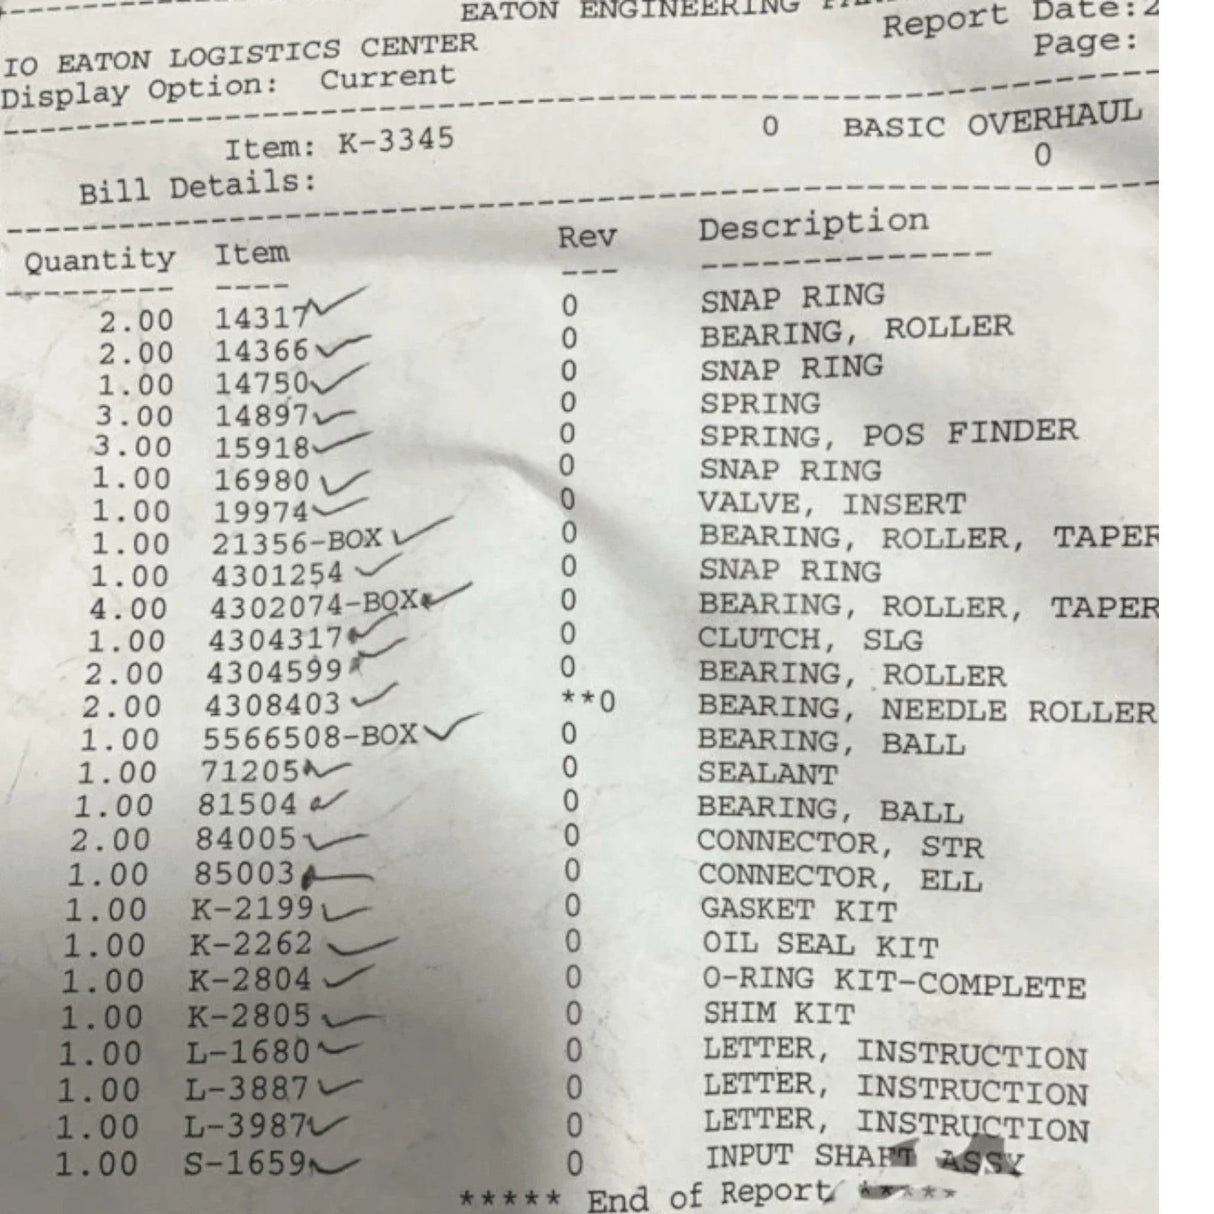 EATON ENGINEERING
IO EATON LOGISTICS CENTER Report Date:2
Display Option: Current Page:
Item: K-3345 0 BASIC OVERHAUL
Bill Details: 0
Quantity Item Rev Description
2.00 14317 0 SNAP RING
2.00 14366 0 BEARING, ROLLER
1.00 14750 0 SNAP RING
3.00 14897 0 SPRING
3.00 15918 0 SPRING, POS FINDER
1.00 16980 0 SNAP RING
1.00 19974 0 VALVE, INSERT
1.00 21356-BOX 0 BEARING, ROLLER, TAPER
1.00 4301254 0 SNAP RING
4.00 4302074-BOX 0 BEARING, ROLLER, TAPER
1.00 4304317 0 CLUTCH, SLG
2.00 4304599 0 BEARING, ROLLER
2.00 4308403 **0 BEARING, NEEDLE ROLLER
1.00 5566508-BOX 0 BEARING, BALL
1.00 71205 0 SEALANT
1.00 81504 0 BEARING, BALL
2.00 84005 0 CONNECTOR, STR
1.00 85003 0 CONNECTOR, ELL
1.00 K-2199 0 GASKET KIT
1.00 K-2262 0 OIL SEAL KIT
1.00 K-2804 0 O-RING KIT-COMPLETE
1.00 K-2805 0 SHIM KIT
1.00 L-1680 0 LETTER, INSTRUCTION
1.00 L-3887 0 LETTER, INSTRUCTION
1.00 L-3987 0 LETTER, INSTRUCTION
1.00 S-1659 0 INPUT SHAFT ASSY
***** End of Report *****